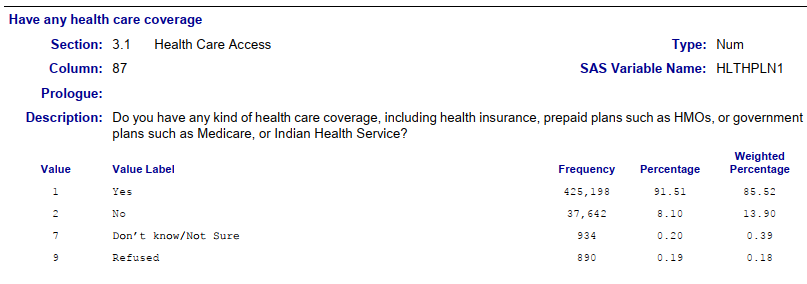 Have any health care coverage
Section: 3.1 Health Care Access Type: Num
Column: 87 SAS Variable Name: HLTHPLN1
Prologue:
Description: Do you have any kind of health care coverage, including health insurance, prepaid plans such as HMOs, or government
plans such as Medicare, or Indian Health Service?
Value Value Label Frequency Percentage Weighted Percentage
1 Yes 425,198 91.51 85.52
2 No 37,642 8.10 13.90
7 Don't know/Not Sure 934 0.20 0.39
9 Refused 890 0.19 0.18